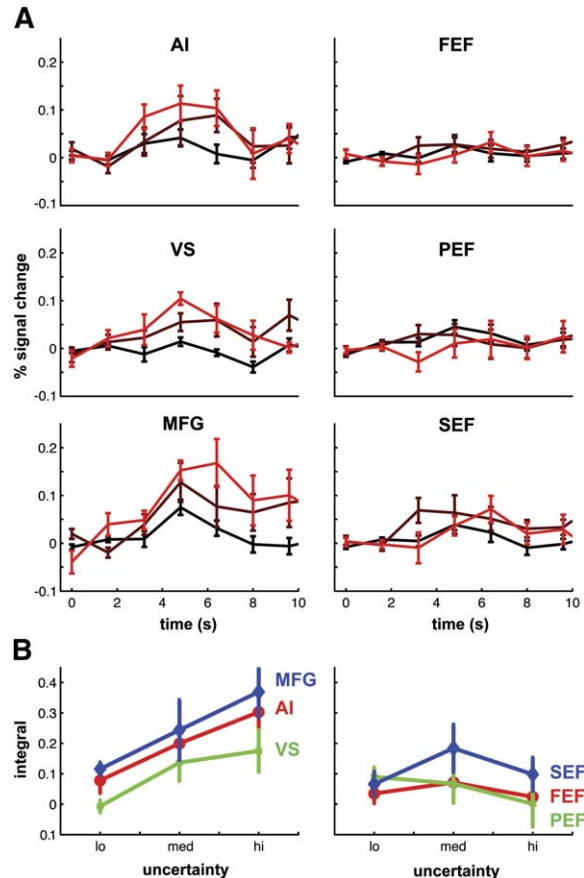 A
AI
FEF
0.2
0.1
0
-0.1
VS
PEF
% signal change
0.2
0.1
0
-0.1
MFG
SEF
0.2
0.1
0
-0.1
0 2 4 6 8 10
0 2 4 6 8 10
time (s)
time (s)
B
integral
0.4
0.3
0.2
0.1
0
0.1
MFG
AI
VS
SEF
FEF
PEF
lo med hi
lo med hi
uncertainty
uncertainty